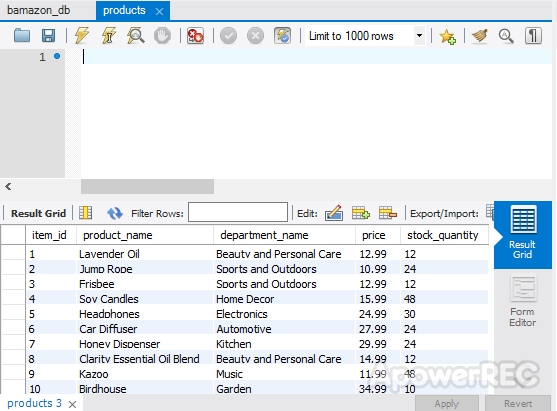 bamazon_db products ×
Limit to 1000 rows
1
Result Grid Filter Rows: Edit: Export/Import:
item_id product_name department_name price stock_quantity
1 Lavender Oil Beauty and Personal Care 12.99 12
2 Jump Rope Sports and Outdoors 10.99 24
3 Frisbee Sports and Outdoors 12.99 12
4 Soy Candles Home Decor 15.99 48
5 Headphones Electronics 24.99 30
6 Car Diffuser Automotive 27.99 24
7 Honey Dispenser Kitchen 29.99 24
8 Clarity Essential Oil Blend Beauty and Personal Care 14.99 12
9 Kazoo Music 11.99 48
10 Birdhouse Garden 34.99 10
Result
Grid
Form
Editor
ApowerREC
products 3 × Apply Revert